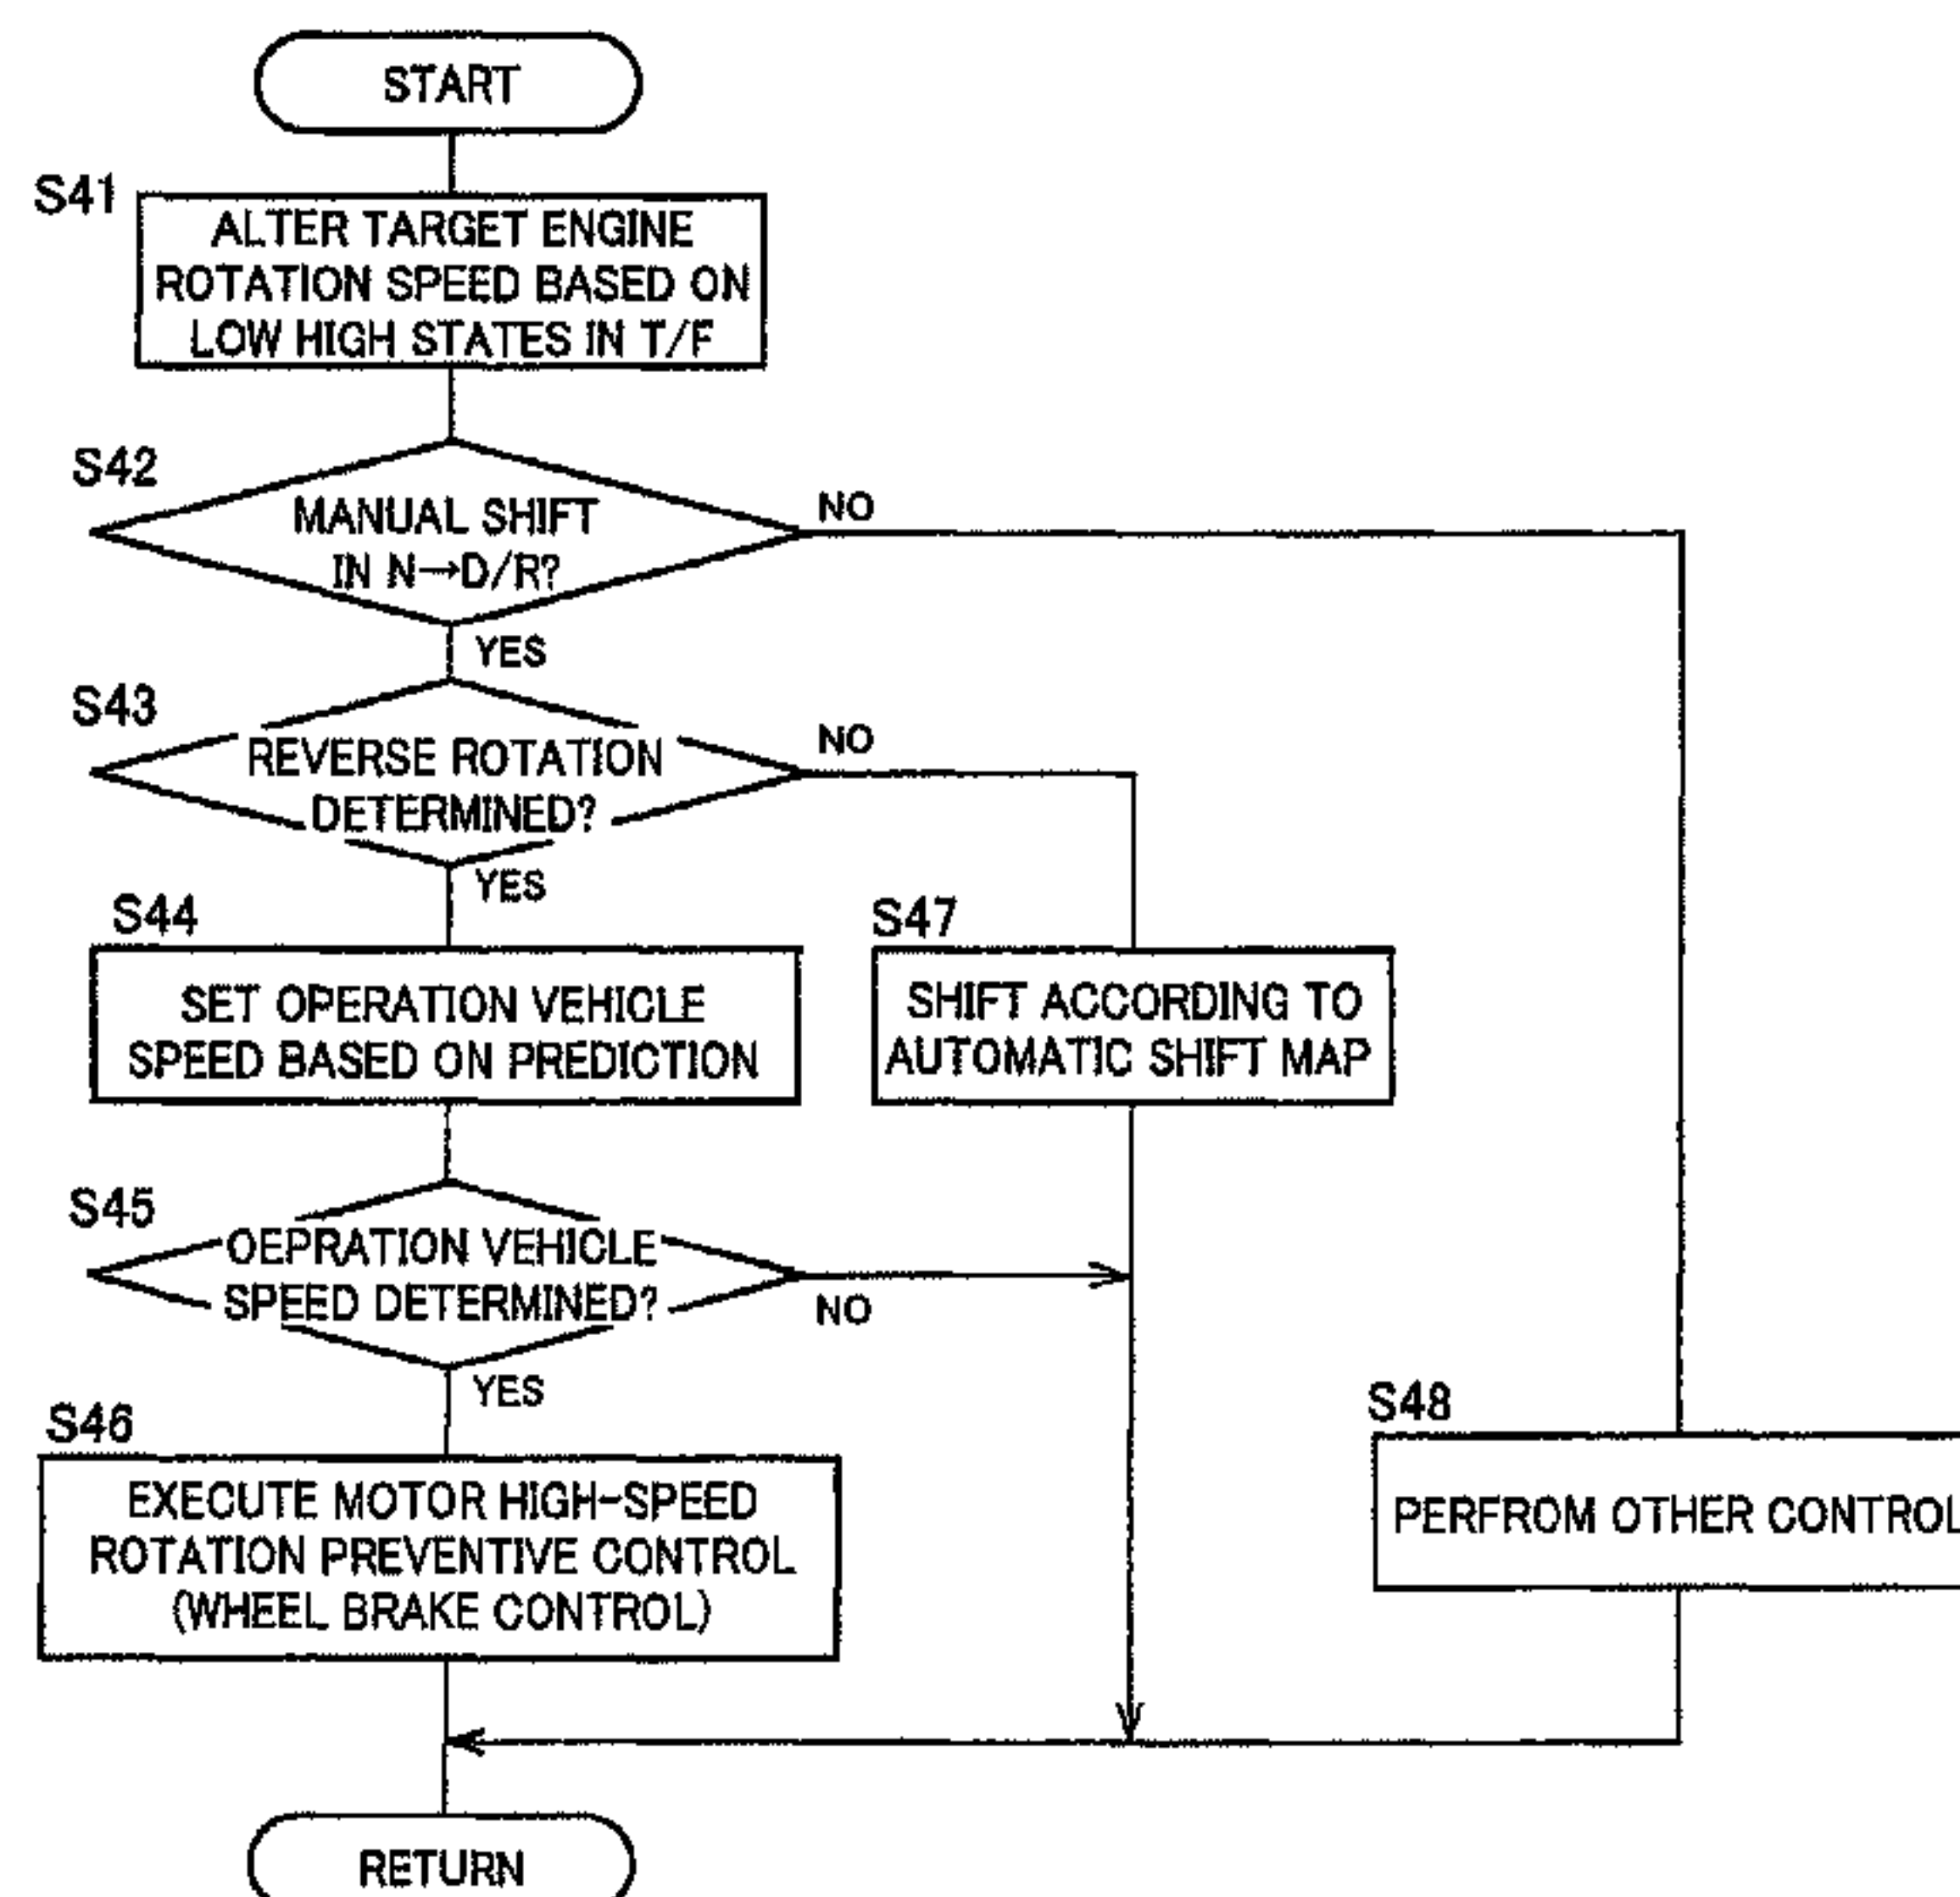 START
S41
ALTER TARGET ENGINE
ROTATION SPEED BASED ON
LOW HIGH STATES IN T/F
S42
MANUAL SHIFT
IN N→D/R?
NO
YES
S43
REVERSE ROTATION
DETERMINED?
NO
YES
S44
SET OPERATION VEHICLE
SPEED BASED ON PREDICTION
S47
SHIFT ACCORDING TO
AUTOMATIC SHIFT MAP
S45
OEPRATION VEHICLE
SPEED DETERMINED?
NO
YES
S46
EXECUTE MOTOR HIGH-SPEED
ROTATION PREVENTIVE CONTROL
(WHEEL BRAKE CONTROL)
S48
PERFROM OTHER CONTROL
RETURN